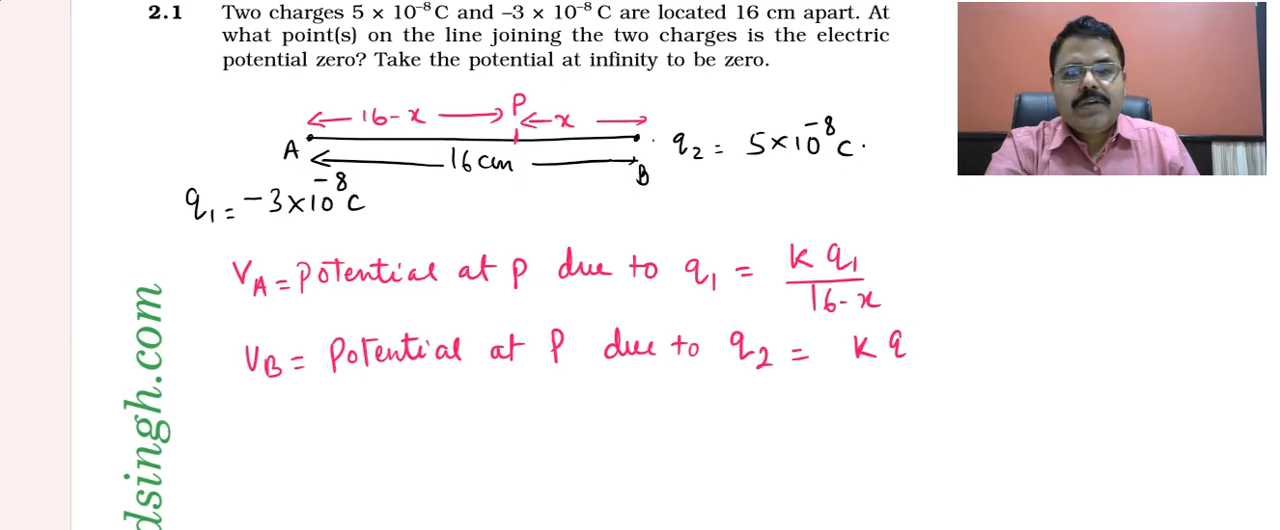 2.1 Two charges 5 × 10⁻⁸ C and –3 × 10⁻⁸ C are located 16 cm apart. At
what point(s) on the line joining the two charges is the electric
potential zero? Take the potential at infinity to be zero.
16-x P x
A 16 cm B q₂ = 5×10⁻⁸ C.
q₁ = -3×10⁻⁸ C
V_A = Potential at P due to q₁ = K q₁ / 16-x
V_B = Potential at P due to q₂ = K q
dsingh.com